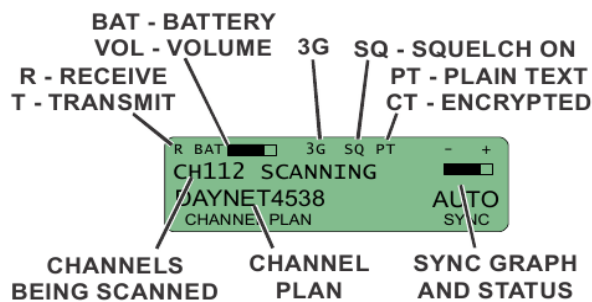 BAT - BATTERY
VOL - VOLUME
3G
SQ - SQUELCH ON
R - RECEIVE
T - TRANSMIT
PT - PLAIN TEXT
CT - ENCRYPTED
R BAT 3G SQ PT - +
CH112 SCANNING
DAYNET4538 AUTO
CHANNEL PLAN SYNC
CHANNELS
BEING SCANNED
CHANNEL
PLAN
SYNC GRAPH
AND STATUS